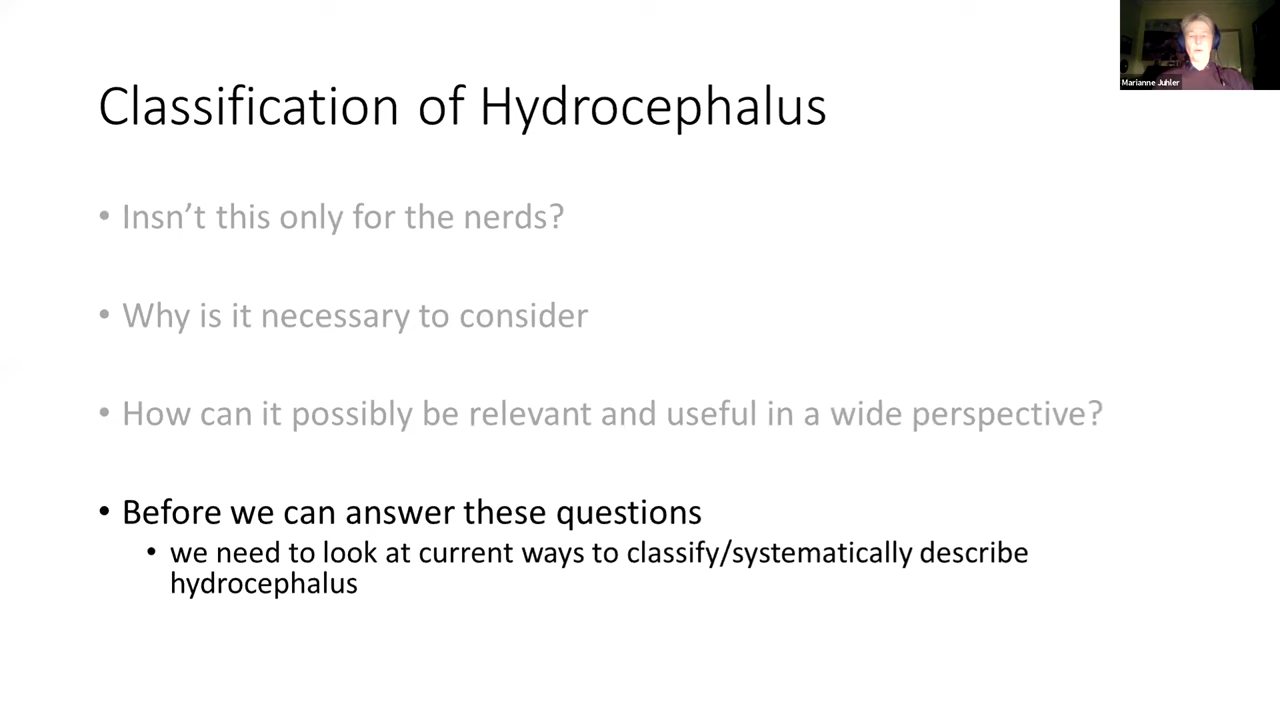 Marianne Juhler
Classification of Hydrocephalus
• Insn’t this only for the nerds?
• Why is it necessary to consider
• How can it possibly be relevant and useful in a wide perspective?
• Before we can answer these questions
• we need to look at current ways to classify/systematically describe
hydrocephalus